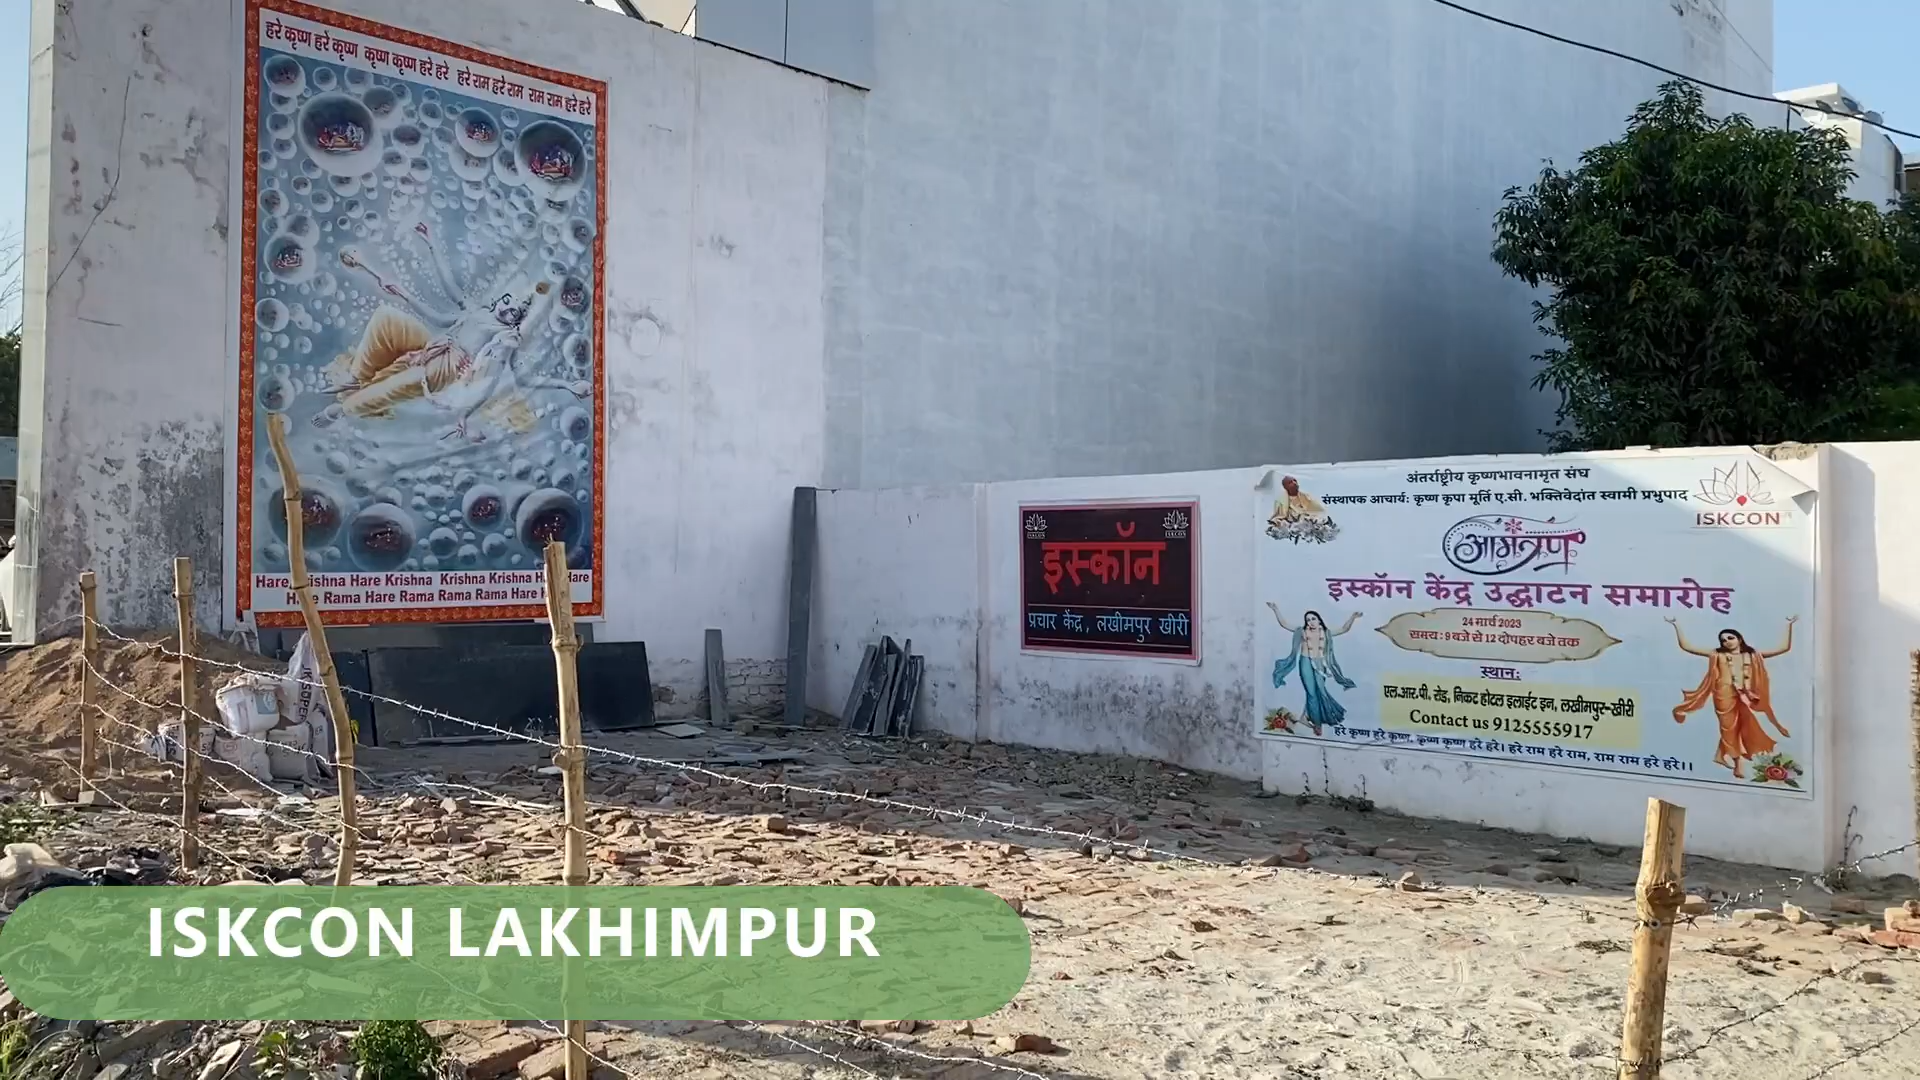 हरे कृष्ण हरे कृष्ण कृष्ण कृष्ण हरे हरे हरे राम हरे राम राम राम हरे हरे
Hare Krishna Hare Krishna Krishna Krishna Hare Hare
Hare Rama Hare Rama Rama Rama Hare
ISKCON
ISKCON
इस्कॉन
प्रचार केंद्र, लखीमपुर खीरी
अंतर्राष्ट्रीय कृष्णभावनामृत संघ
संस्थापक आचार्य: कृष्ण कृपा मूर्ति ए.सी. भक्तिवेदांत स्वामी प्रभुपाद
ISKCON
आमंत्रण
इस्कॉन केंद्र उद्घाटन समारोह
24 मार्च 2023
समय : 9 बजे से 12 दोपहर बजे तक
स्थान:
एल.आर.पी. रोड, निकट होटल इलाईट इन, लखीमपुर-खीरी
Contact us 9125555917
हरे कृष्ण हरे कृष्ण, कृष्ण कृष्ण हरे हरे। हरे राम हरे राम, राम राम हरे हरे।।
ISKCON LAKHIMPUR